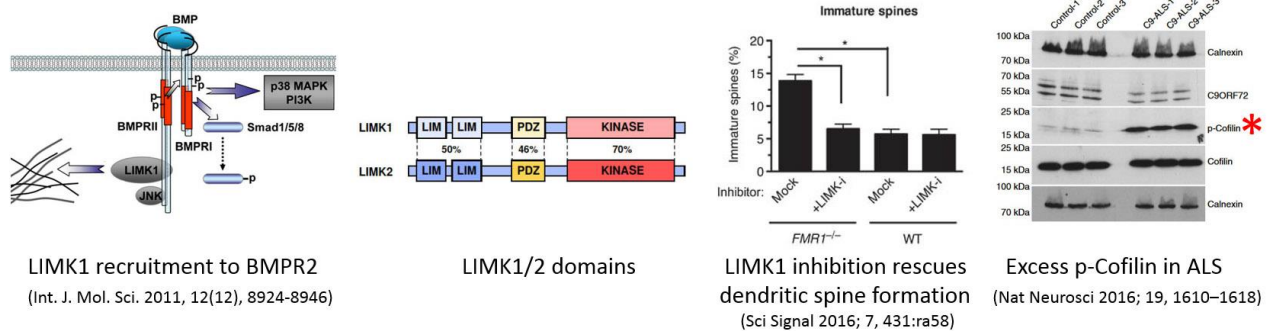 BMP
p
p
p
p
p38 MAPK
PI3K
BMPRII
Smad1/5/8
BMPRI
LIMK1
JNK
p
LIMK1 recruitment to BMPR2
(Int. J. Mol. Sci. 2011, 12(12), 8924-8946)
LIMK1 LIM LIM PDZ KINASE
50% 46% 70%
LIMK2 LIM LIM PDZ KINASE
LIMK1/2 domains
Immature spines
Immature spines (%)
20
15
10
5
0
*
*
Inhibitor: Mock +LIMK-i Mock +LIMK-i
FMR1–/– WT
LIMK1 inhibition rescues
dendritic spine formation
(Sci Signal 2016; 7, 431:ra58)
Control-1 Control-2 Control-3 C9-ALS-1 C9-ALS-2 C9-ALS-3
100 kDa
Calnexin
70 kDa
70 kDa
55 kDa C9ORF72
25 kDa
p-Cofilin *
15 kDa
25 kDa
Cofilin
15 kDa
100 kDa
Calnexin
70 kDa
Excess p-Cofilin in ALS
(Nat Neurosci 2016; 19, 1610–1618)